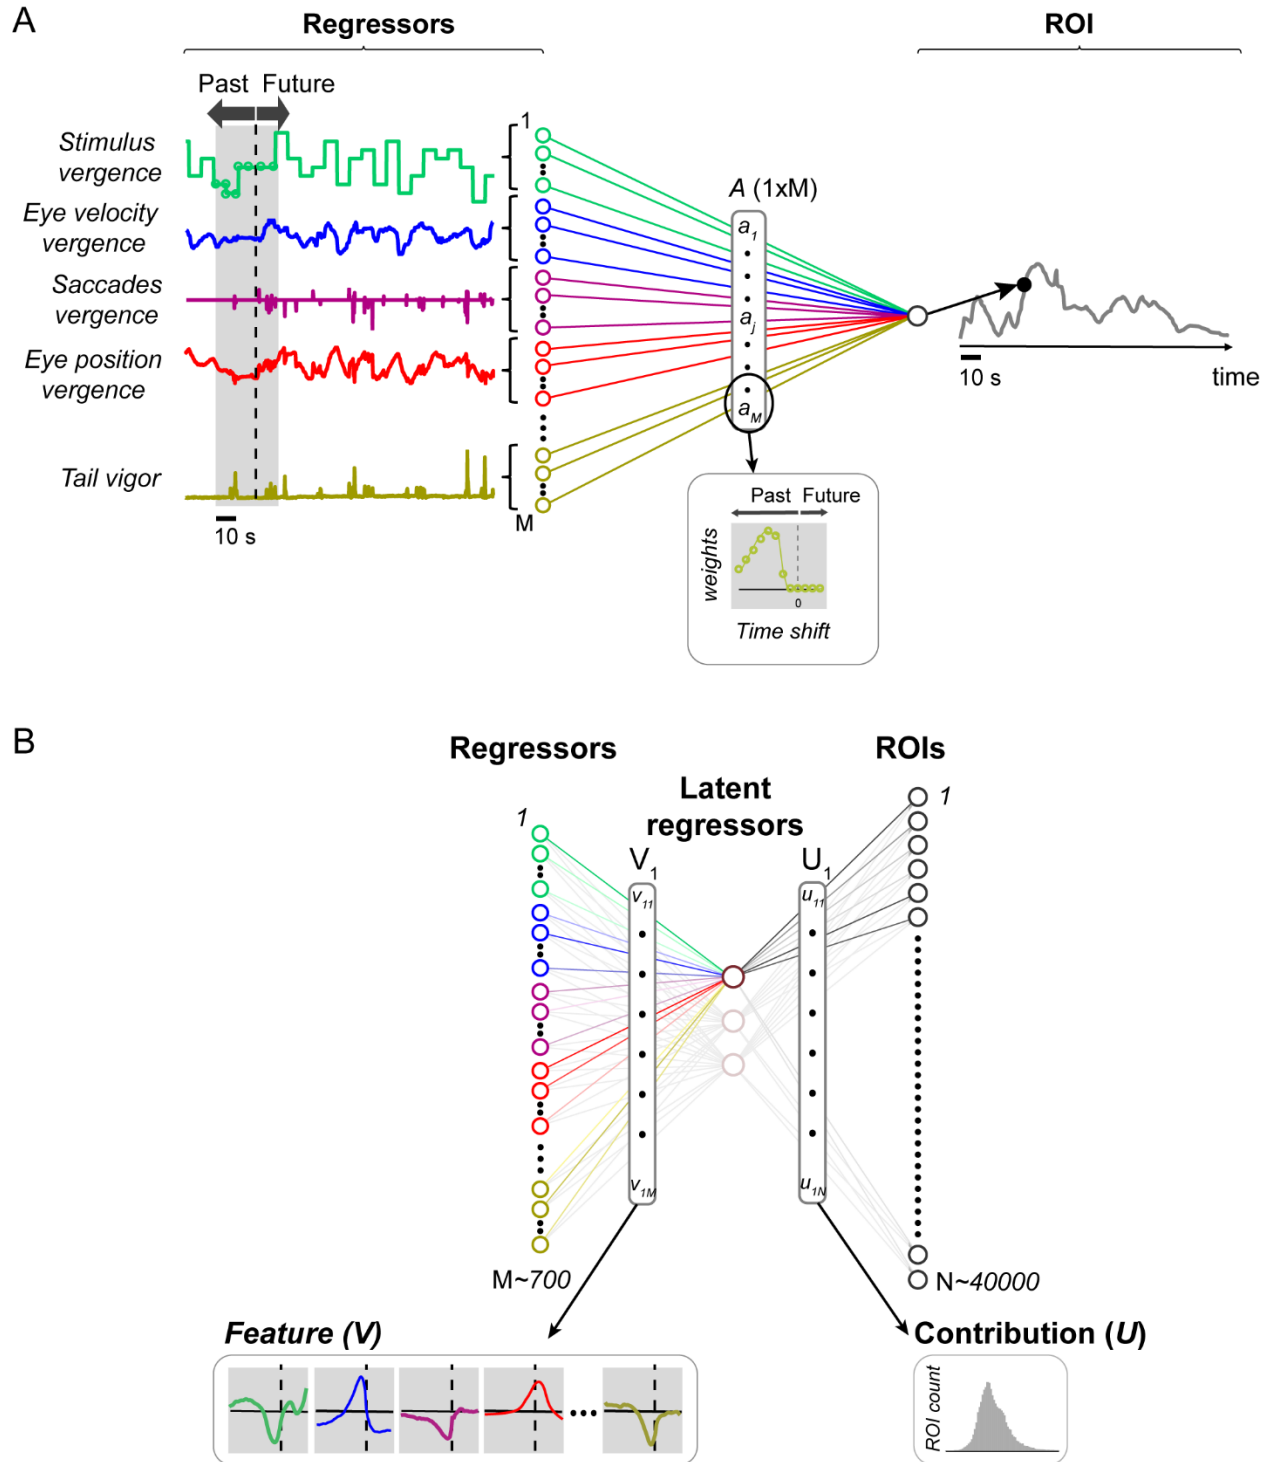 A
Regressors
ROI
Past Future
Stimulus
vergence
Eye velocity
vergence
Saccades
vergence
Eye position
vergence
Tail vigor
10 s
1
M
A (1xM)
a1
aj
aM
10 s
time
Past Future
weights
0
Time shift
B
Regressors
ROIs
Latent
regressors
1
1
V1
U1
v11
u11
v1M
u1N
M~700
N~40000
Feature (V)
Contribution (U)
ROI count